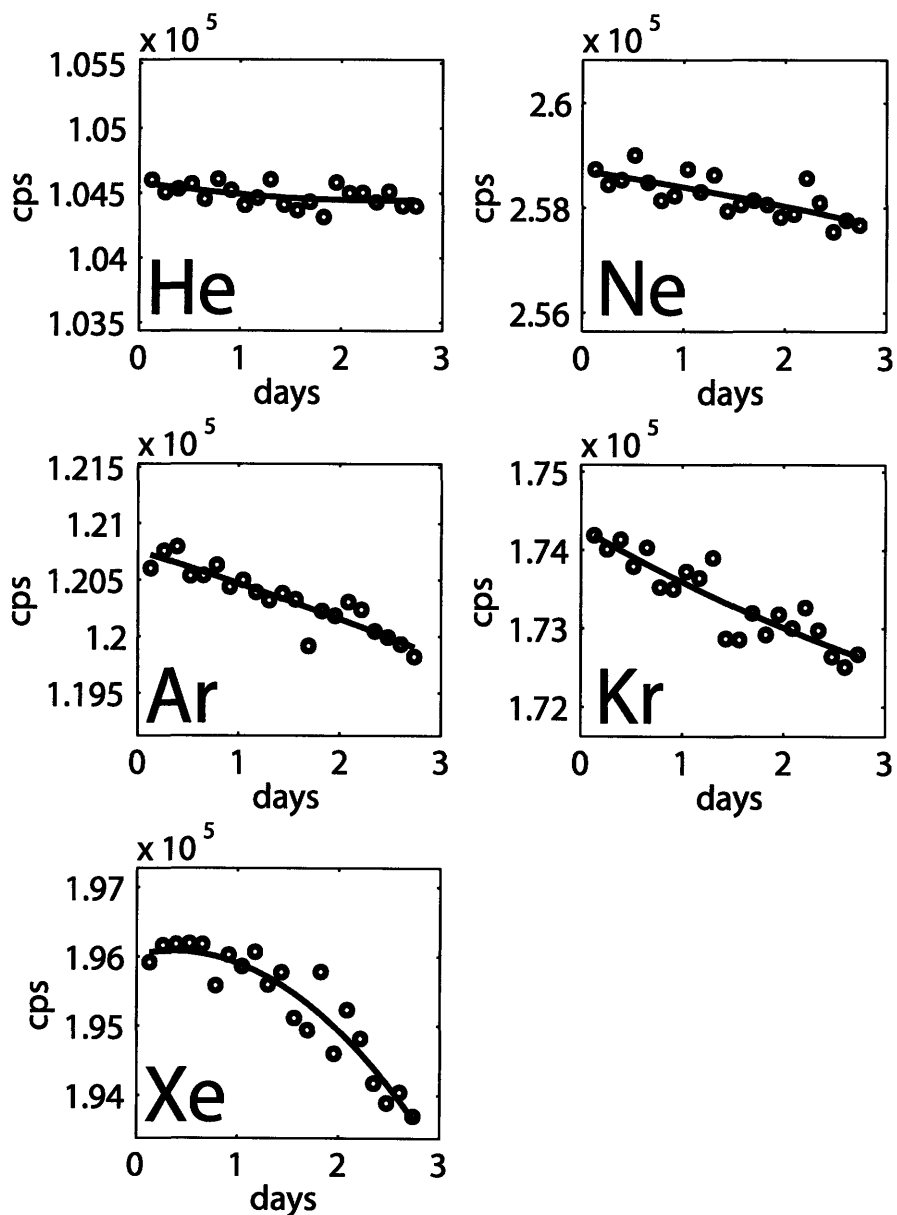 x 10^5
1.055
1.05
1.045
1.04
1.035
cps
He
0 1 2 3
days
x 10^5
2.6
2.58
2.56
cps
Ne
0 1 2 3
days
x 10^5
1.215
1.21
1.205
1.2
1.195
cps
Ar
0 1 2 3
days
x 10^5
1.75
1.74
1.73
1.72
cps
Kr
0 1 2 3
days
x 10^5
1.97
1.96
1.95
1.94
cps
Xe
0 1 2 3
days